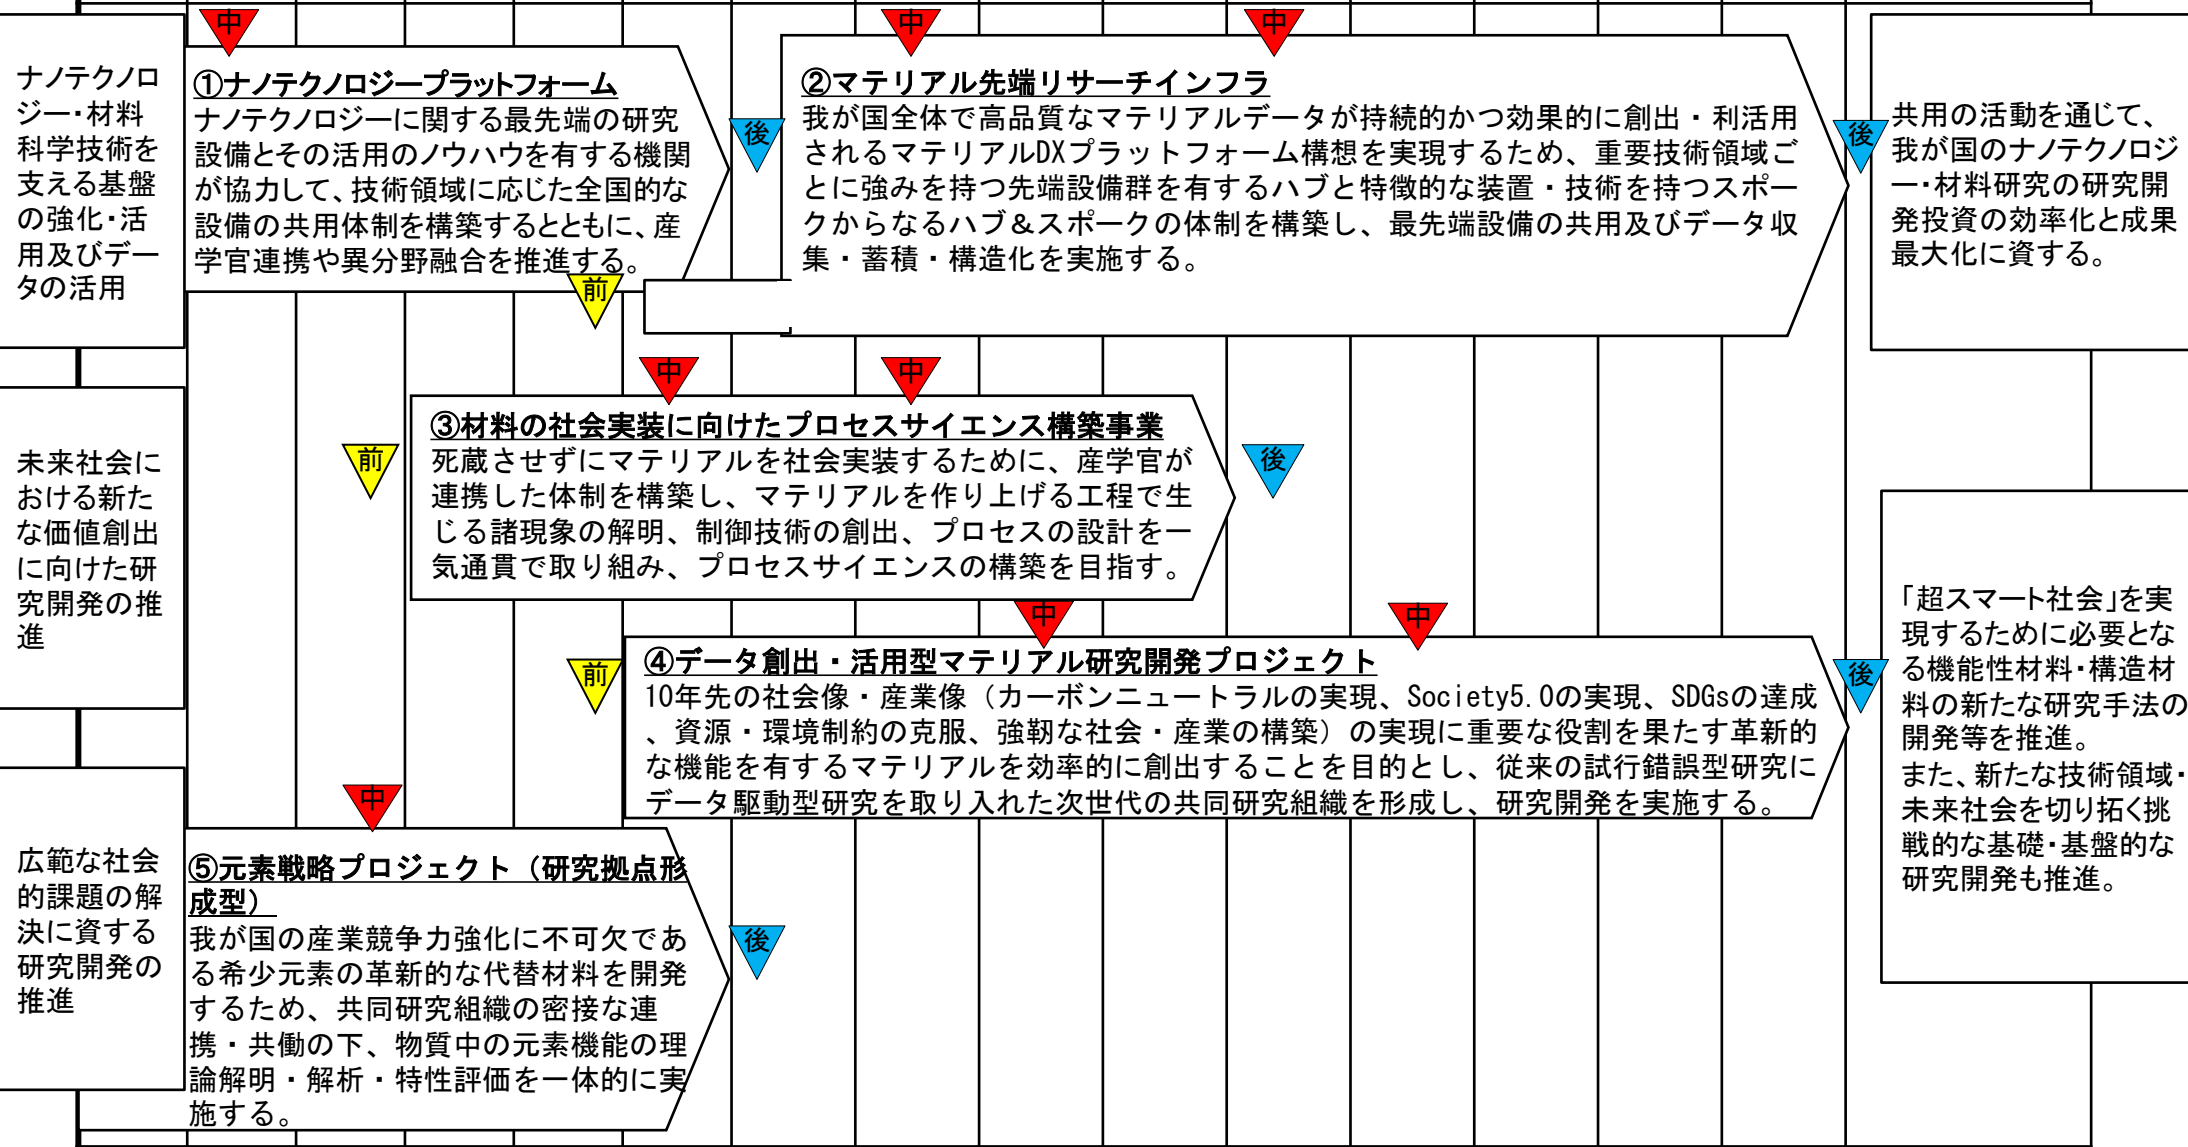 中
中
中
ナノテクノロ
ジー・材料
科学技術を
支える基盤
の強化・活
用及びデー
タの活用
①ナノテクノロジープラットフォーム
ナノテクノロジーに関する最先端の研究
設備とその活用のノウハウを有する機関
が協力して、技術領域に応じた全国的な
設備の共用体制を構築するとともに、産
学官連携や異分野融合を推進する。
前
後
②マテリアル先端リサーチインフラ
我が国全体で高品質なマテリアルデータが持続的かつ効果的に創出・利活用
されるマテリアルDXプラットフォーム構想を実現するため、重要技術領域ご
とに強みを持つ先端設備群を有するハブと特徴的な装置・技術を持つスポー
クからなるハブ＆スポークの体制を構築し、最先端設備の共用及びデータ収
集・蓄積・構造化を実施する。
後
共用の活動を通じて、
我が国のナノテクノロジ
ー・材料研究の研究開
発投資の効率化と成果
最大化に資する。
中
中
未来社会に
おける新た
な価値創出
に向けた研
究開発の推
進
前
③材料の社会実装に向けたプロセスサイエンス構築事業
死蔵させずにマテリアルを社会実装するために、産学官が
連携した体制を構築し、マテリアルを作り上げる工程で生
じる諸現象の解明、制御技術の創出、プロセスの設計を一
気通貫で取り組み、プロセスサイエンスの構築を目指す。
後
中
中
前
④データ創出・活用型マテリアル研究開発プロジェクト
10年先の社会像・産業像（カーボンニュートラルの実現、Society5.0の実現、SDGsの達成
、資源・環境制約の克服、強靭な社会・産業の構築）の実現に重要な役割を果たす革新的
な機能を有するマテリアルを効率的に創出することを目的とし、従来の試行錯誤型研究に
データ駆動型研究を取り入れた次世代の共同研究組織を形成し、研究開発を実施する。
後
「超スマート社会」を実
現するために必要とな
る機能性材料・構造材
料の新たな研究手法の
開発等を推進。
また、新たな技術領域・
未来社会を切り拓く挑
戦的な基礎・基盤的な
研究開発も推進。
中
広範な社会
的課題の解
決に資する
研究開発の
推進
⑤元素戦略プロジェクト（研究拠点形
成型）
我が国の産業競争力強化に不可欠であ
る希少元素の革新的な代替材料を開発
するため、共同研究組織の密接な連
携・共働の下、物質中の元素機能の理
論解明・解析・特性評価を一体的に実
施する。
後